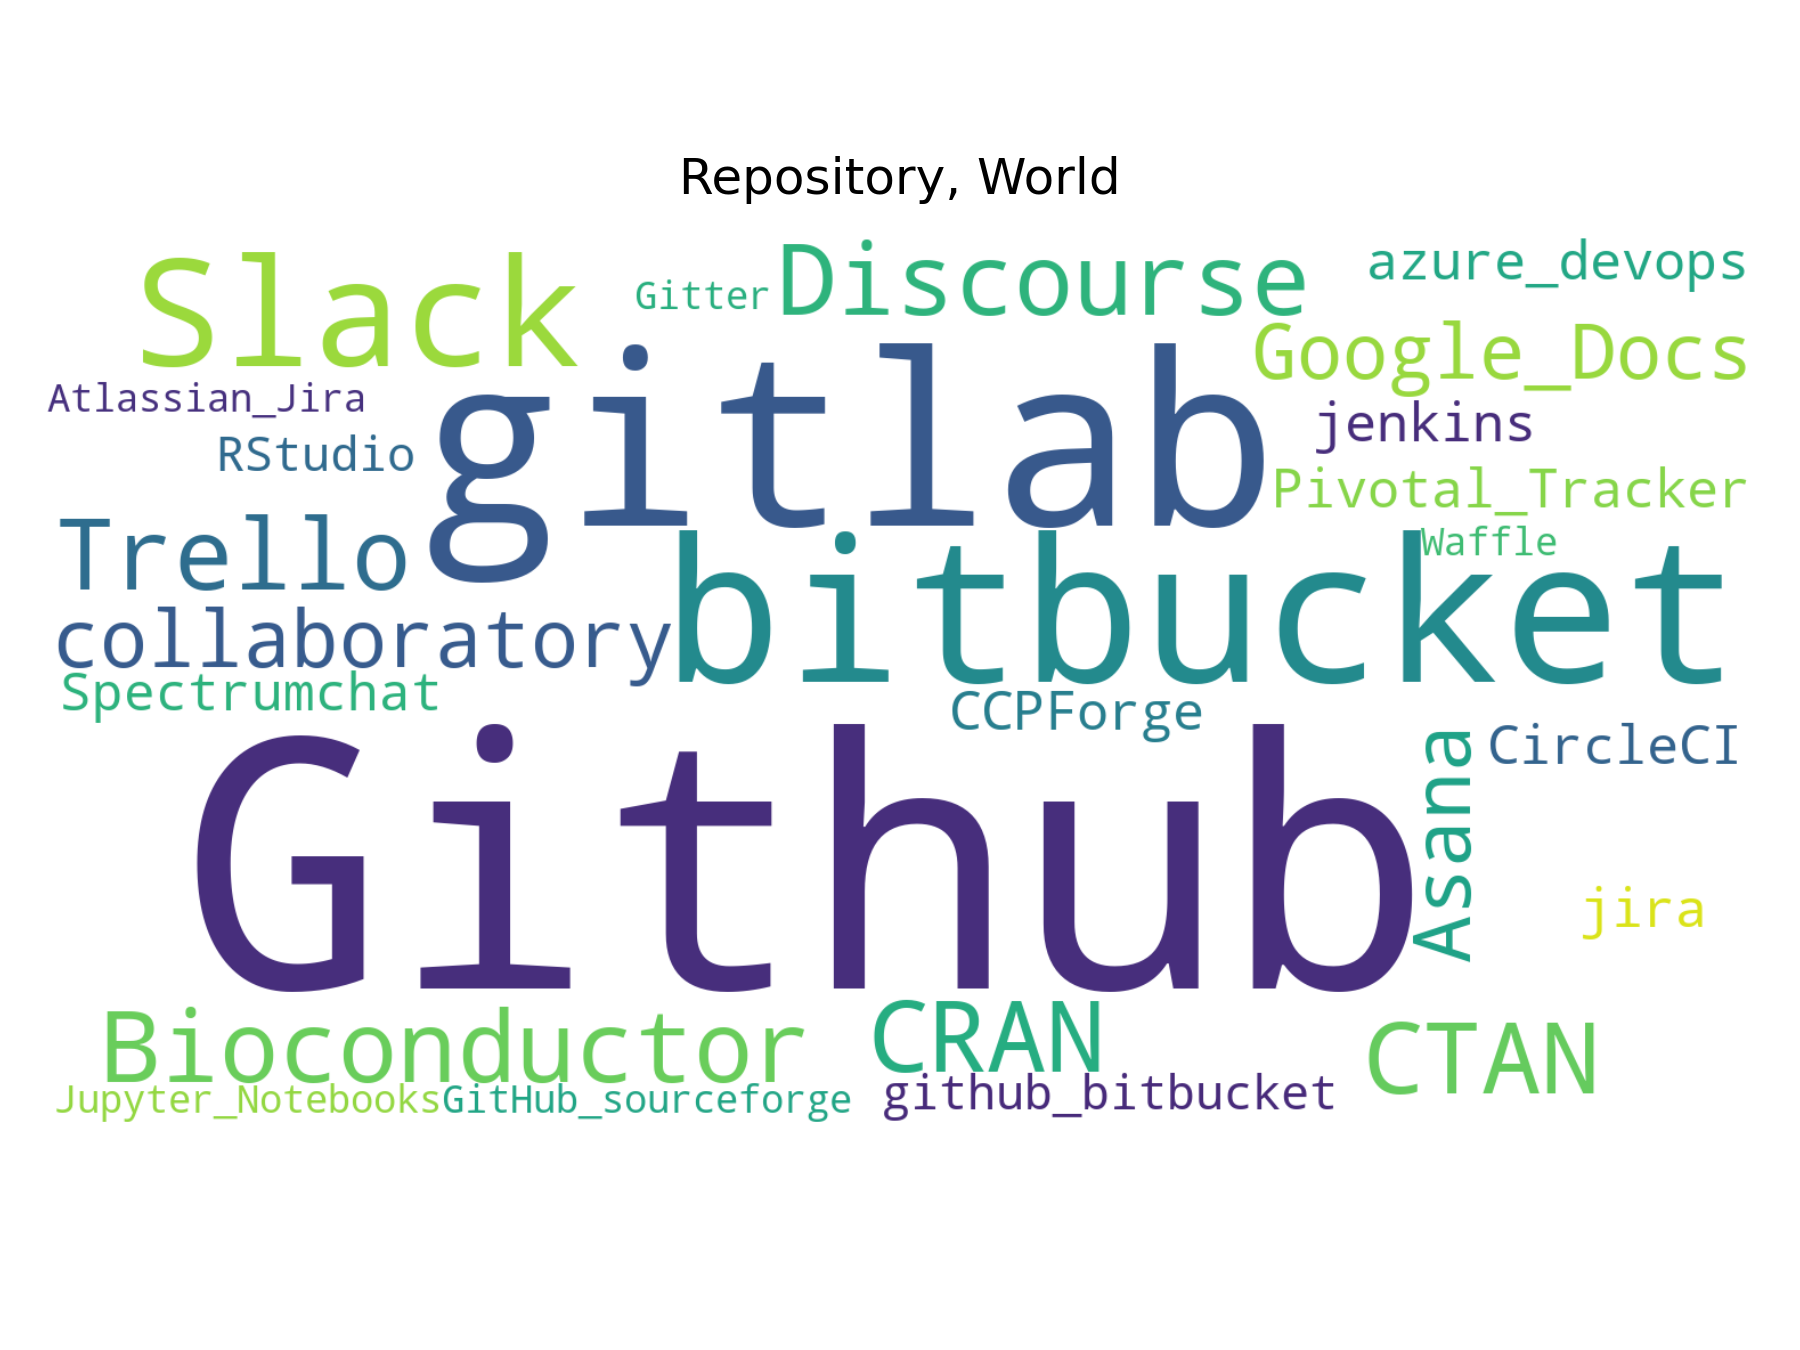 Repository, World
Slack
Gitter
Discourse
azure_devops
Google_Docs
Atlassian_Jira
gitlab
jenkins
RStudio
Pivotal_Tracker
Trello
Waffle
bitbucket
collaboratory
Spectrumchat
CCPForge
CircleCI
Github
Asana
jira
Bioconductor
CRAN
CTAN
Jupyter_Notebooks
GitHub_sourceforge
github_bitbucket